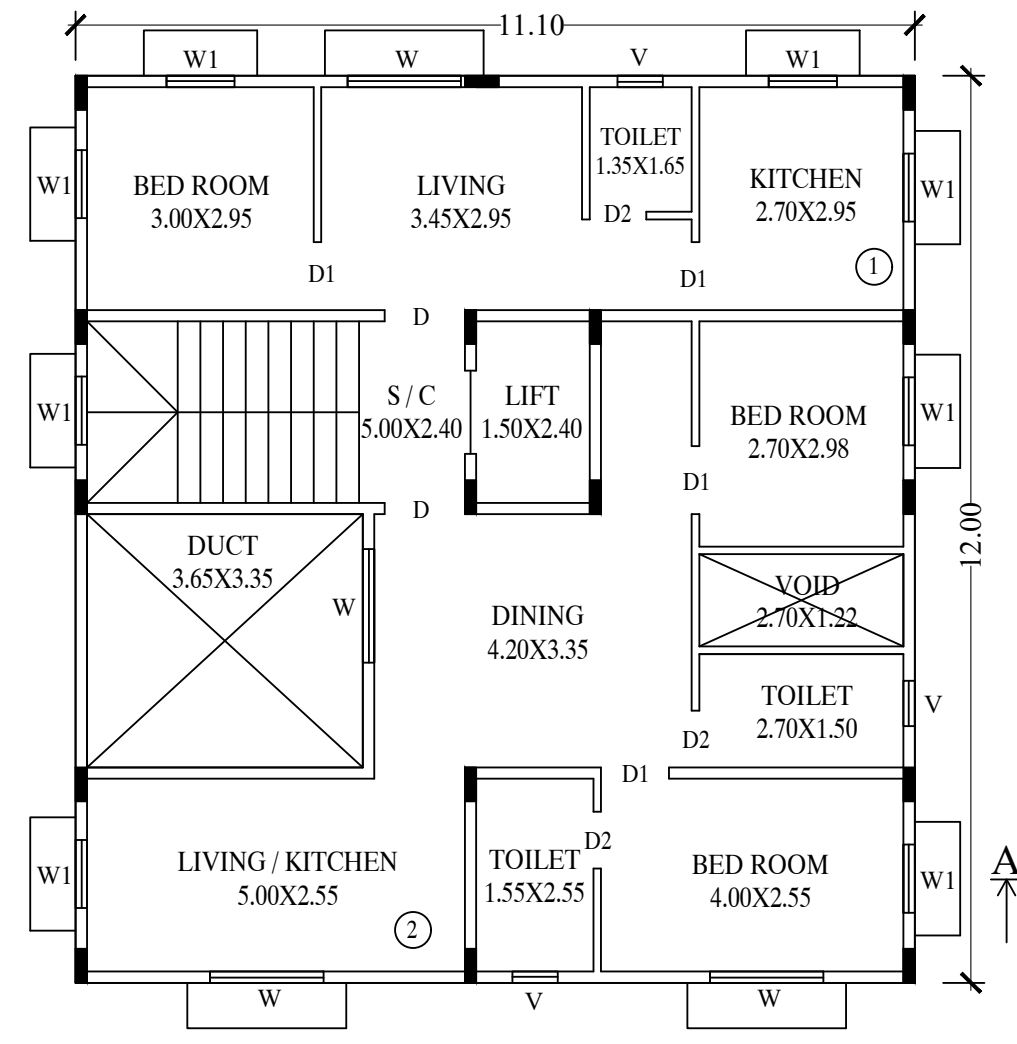 11.10
W1
W
V
W1
TOILET
1.35X1.65
W1
BED ROOM
3.00X2.95
LIVING
3.45X2.95
KITCHEN
2.70X2.95
W1
D2
1
D1
D1
D
W1
S / C
5.00X2.40
LIFT
1.50X2.40
BED ROOM
2.70X2.98
W1
D1
D
12.00
DUCT
3.65X3.35
W
DINING
4.20X3.35
VOID
2.70X1.22
TOILET
2.70X1.50
V
D2
D1
W1
LIVING / KITCHEN
5.00X2.55
2
TOILET
1.55X2.55
D2
BED ROOM
4.00X2.55
W1
A
W
V
W